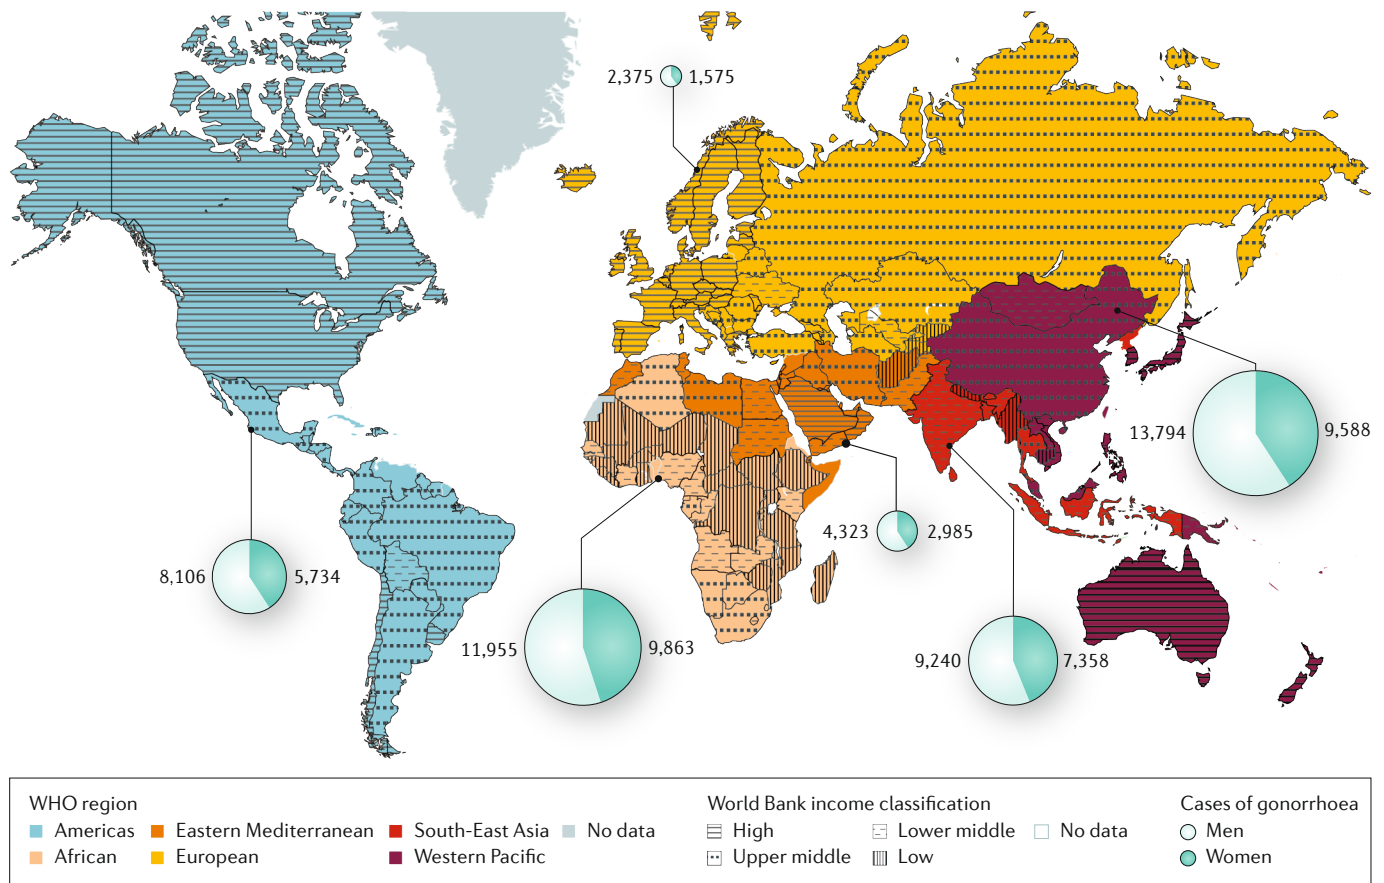 2,375 1,575
13,794 9,588
4,323 2,985
8,106 5,734
11,955 9,863
9,240 7,358
WHO region
Americas
African
Eastern Mediterranean
European
South-East Asia
Western Pacific
No data
World Bank income classification
High
Upper middle
Lower middle
Low
No data
Cases of gonorrhoea
Men
Women